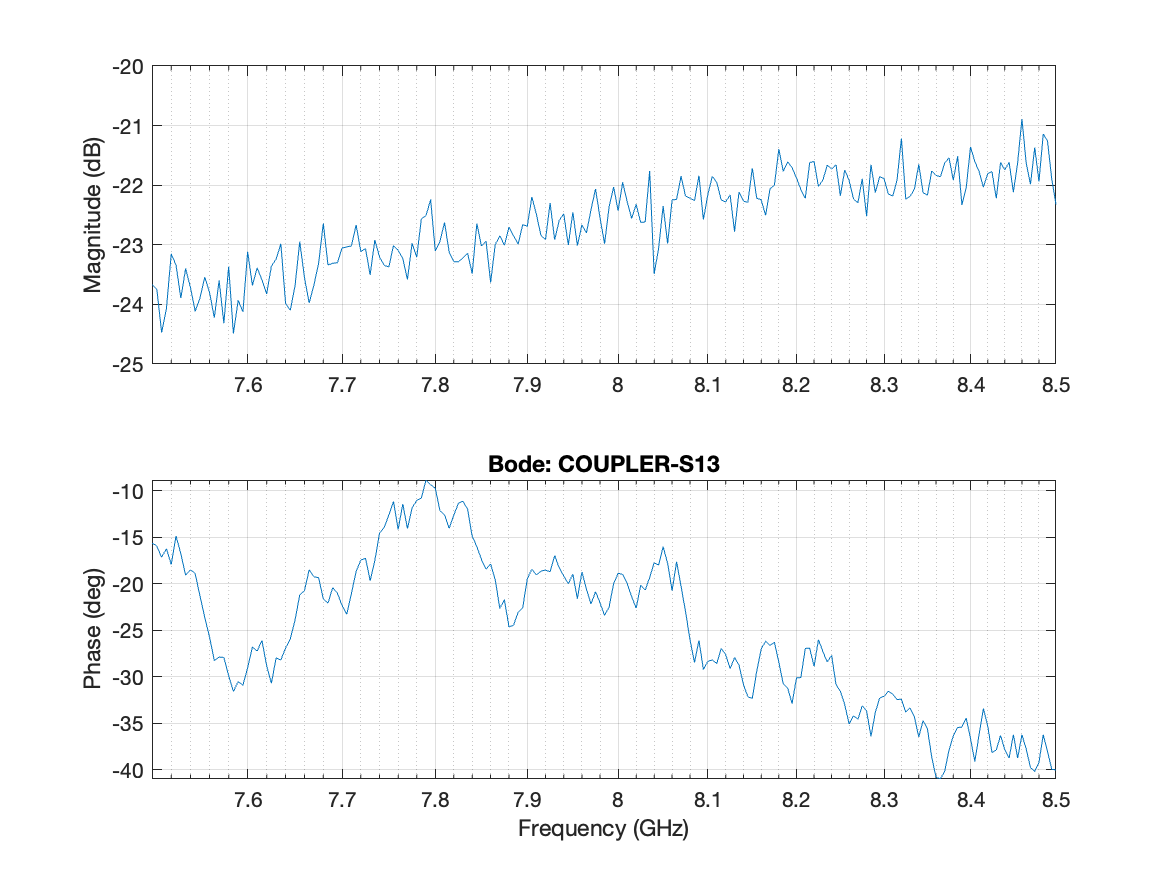 Magnitude (dB)
-20
-21
-22
-23
-24
-25
7.6 7.7 7.8 7.9 8 8.1 8.2 8.3 8.4 8.5
Bode: COUPLER-S13
Phase (deg)
-10
-15
-20
-25
-30
-35
-40
7.6 7.7 7.8 7.9 8 8.1 8.2 8.3 8.4 8.5
Frequency (GHz)